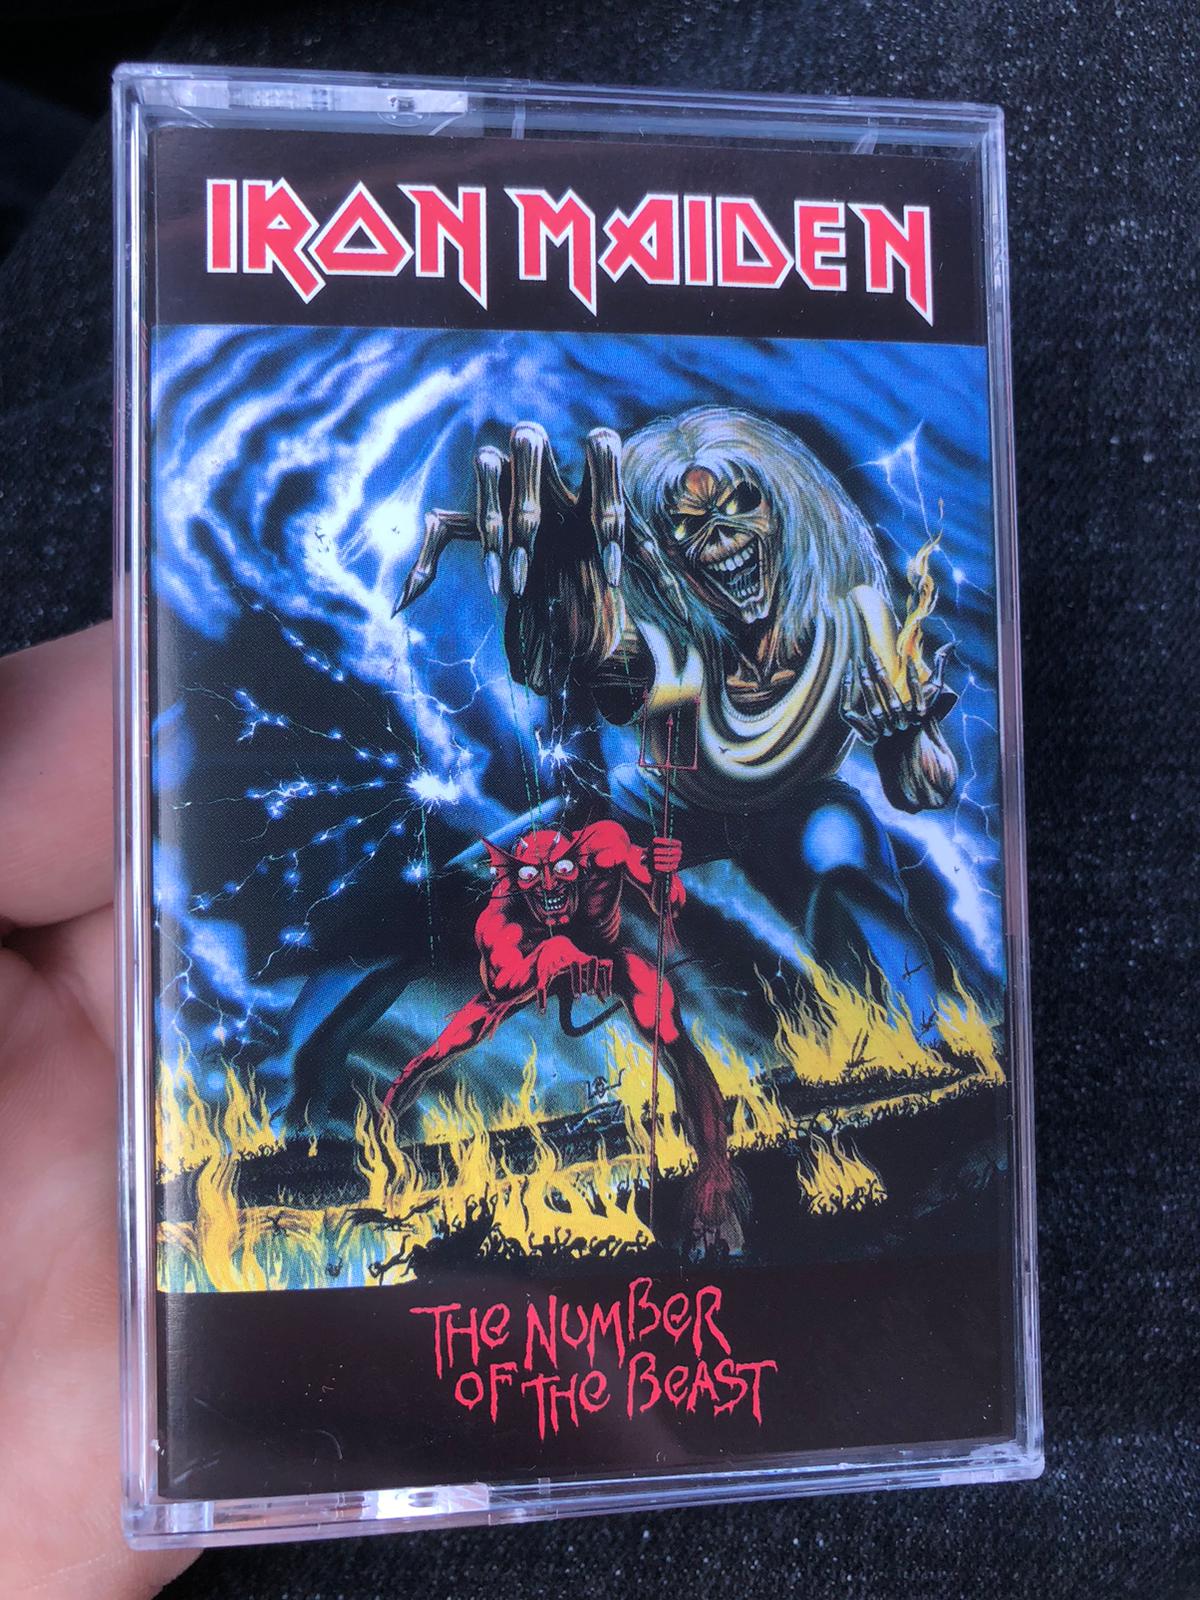 IRON MAIDEN
THE NUMBER
OF THE BEAST